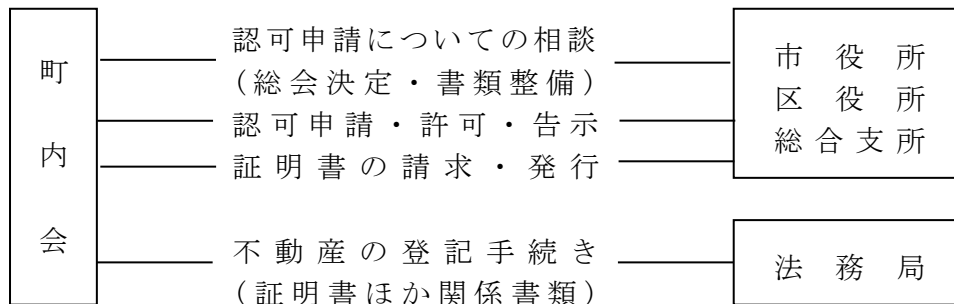 町内会
認可申請についての相談
(総会決定・書類整備)
認可申請・許可・告示
証明書の請求・発行
市役所
区役所
総合支所
不動産の登記手続き
(証明書ほか関係書類)
法務局